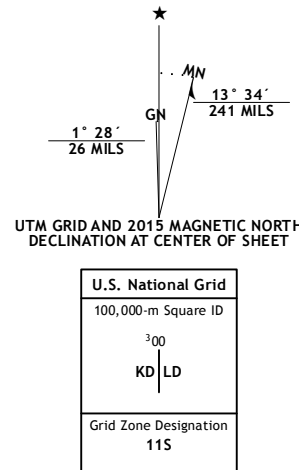 ★
MN
13° 34´
241 MILS
GN
1° 28´
26 MILS
UTM GRID AND 2015 MAGNETIC NORTH
DECLINATION AT CENTER OF SHEET
U.S. National Grid
100,000-m Square ID
³00
KD LD
Grid Zone Designation
11S